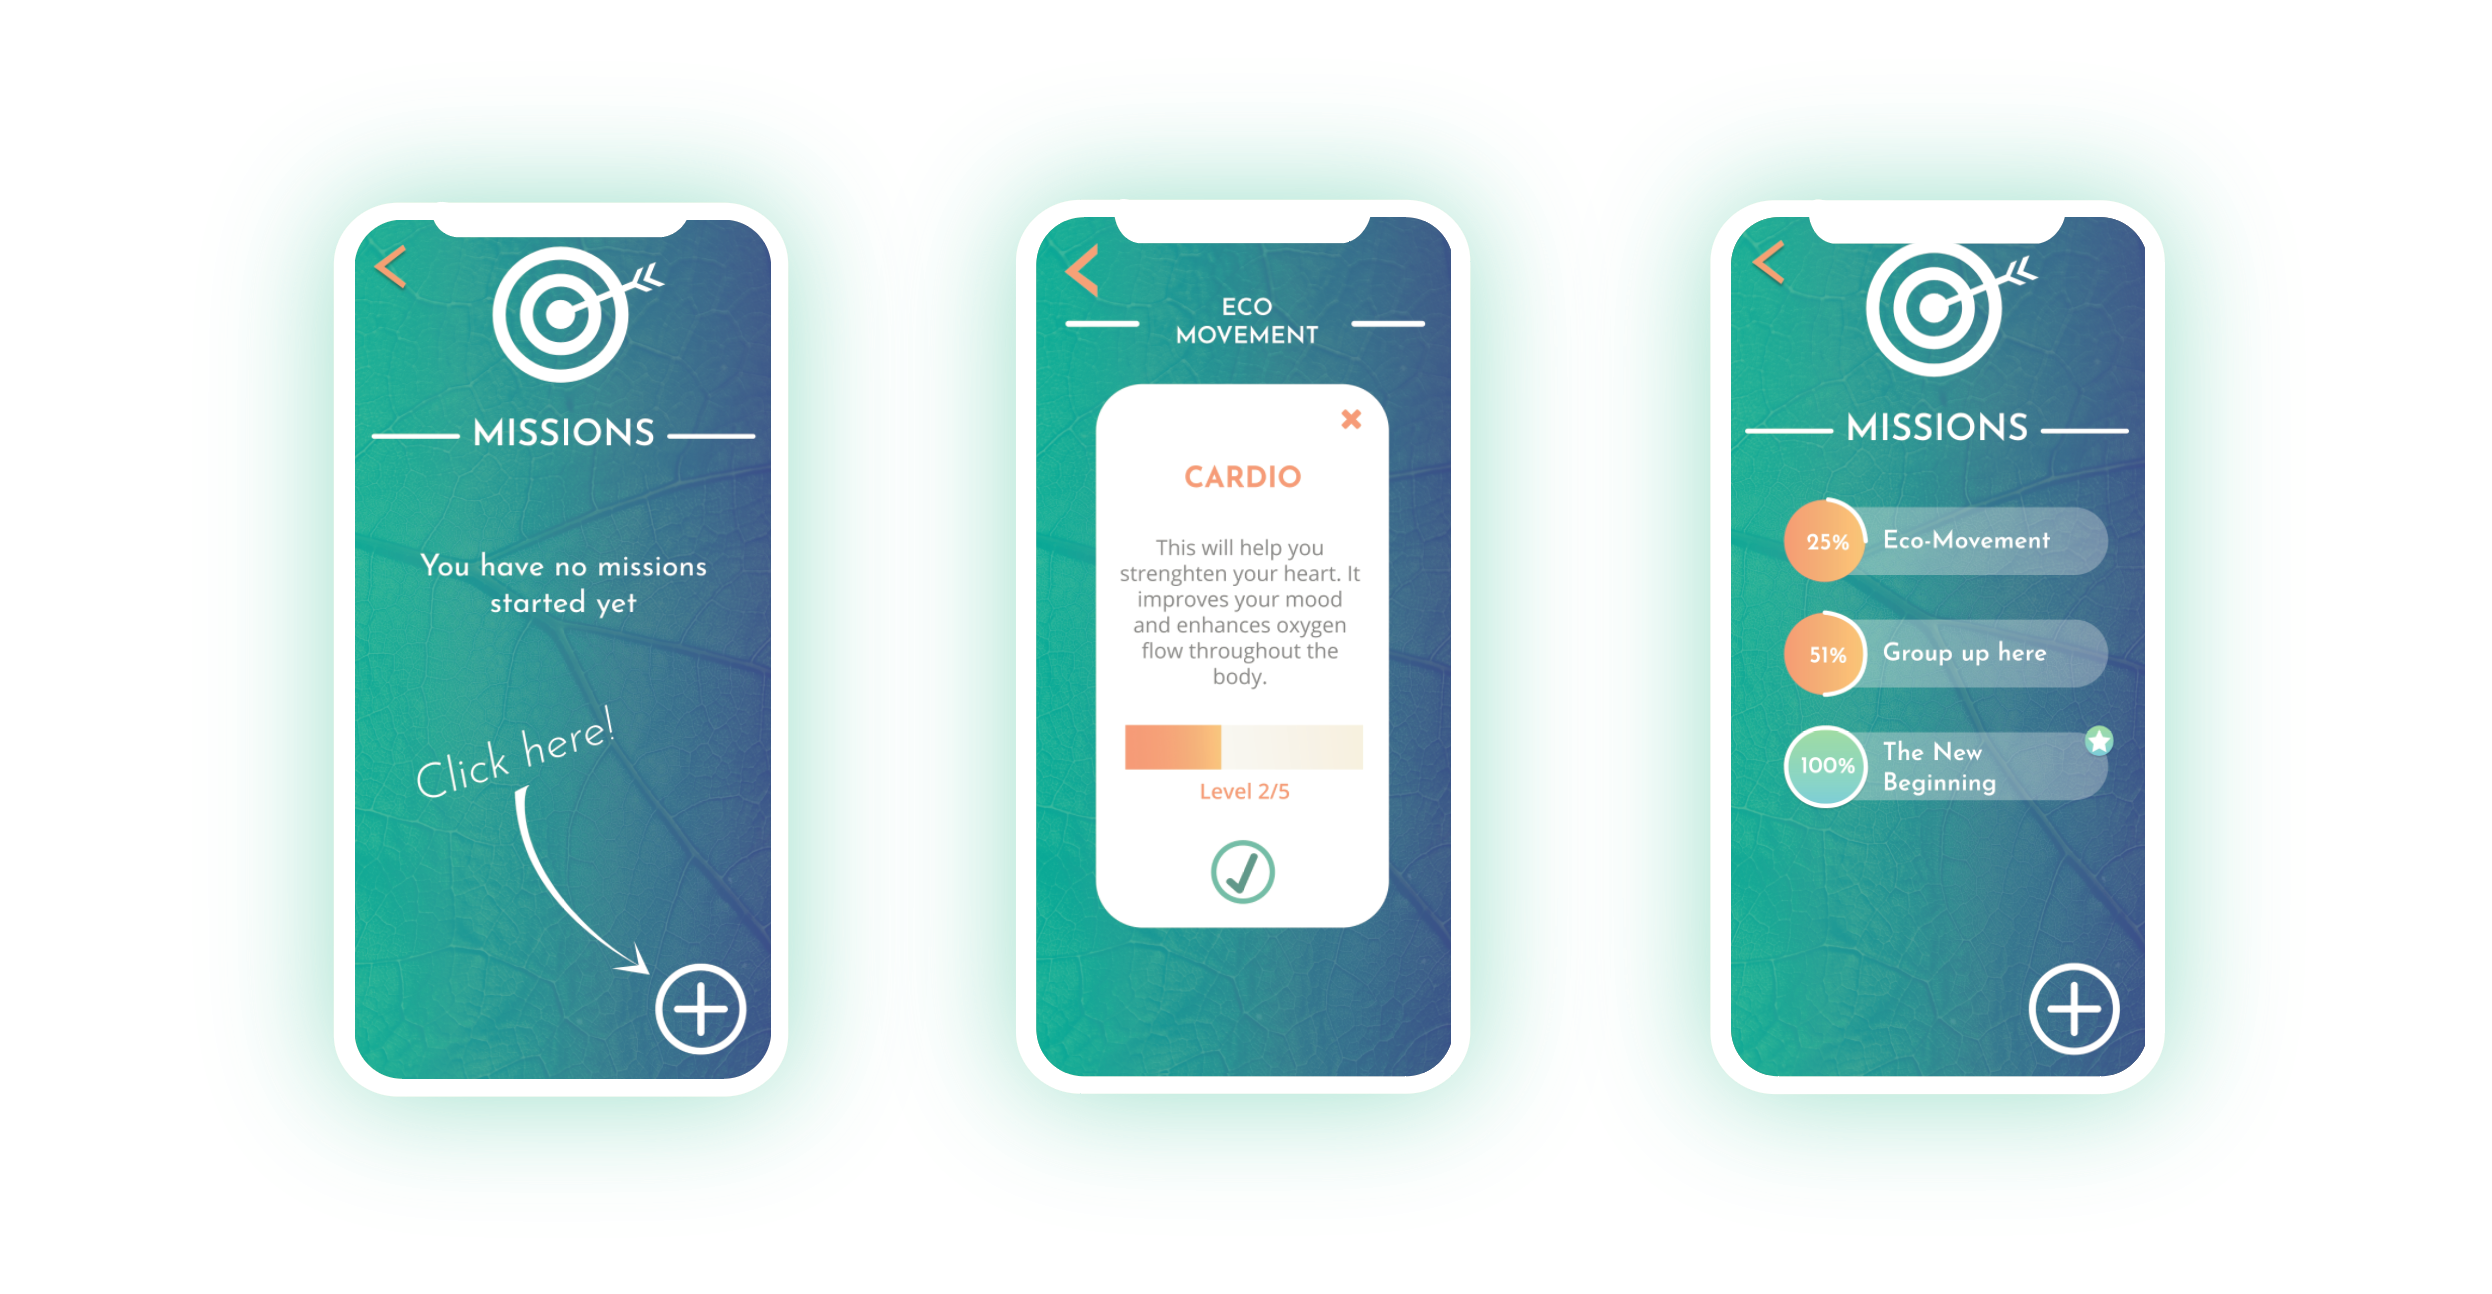 MISSIONS
You have no missions
started yet
Click here!
ECO
MOVEMENT
CARDIO
This will help you
strenghten your heart. It
improves your mood
and enhances oxygen
flow throughout the
body.
Level 2/5
MISSIONS
25% Eco-Movement
51% Group up here
100% The New
Beginning